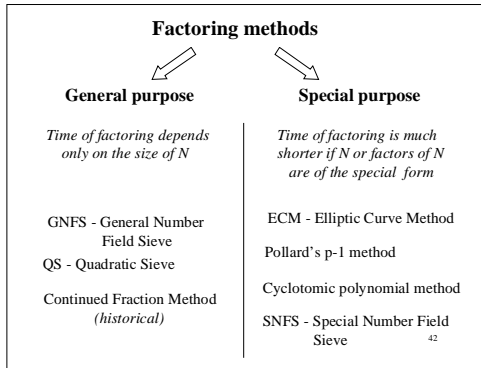 Factoring methods
General purpose
Time of factoring depends
only on the size of N
GNFS - General Number
Field Sieve
QS - Quadratic Sieve
Continued Fraction Method
(historical)
Special purpose
Time of factoring is much
shorter if N or factors of N
are of the special form
ECM - Elliptic Curve Method
Pollard's p-1 method
Cyclotomic polynomial method
SNFS - Special Number Field
Sieve
42